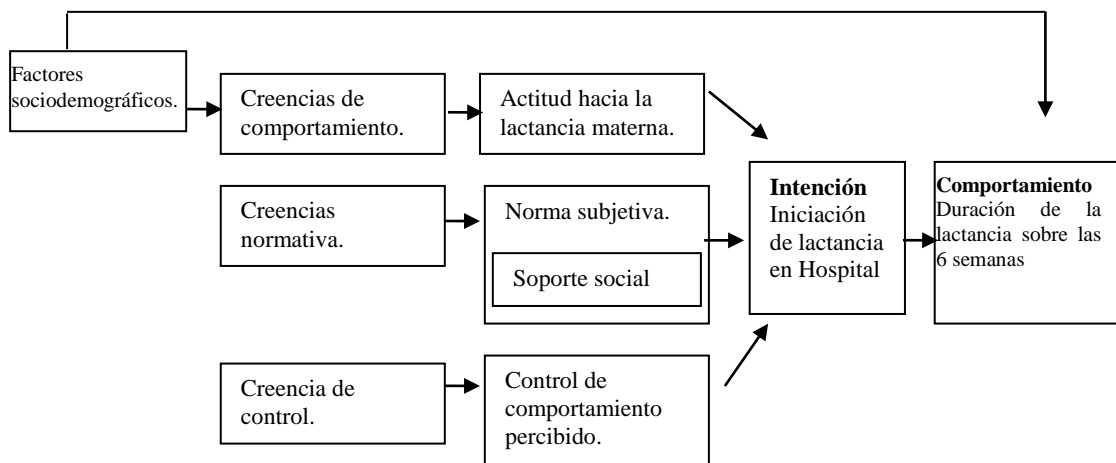 Factores
sociodemográficos.
Creencias de
comportamiento.
Actitud hacia la
lactancia materna.
Creencias
normativa.
Norma subjetiva.
Soporte social
Creencia de
control.
Control de
comportamiento
percibido.
Intención
Iniciación
de lactancia
en Hospital
Comportamiento
Duración de la
lactancia sobre las
6 semanas